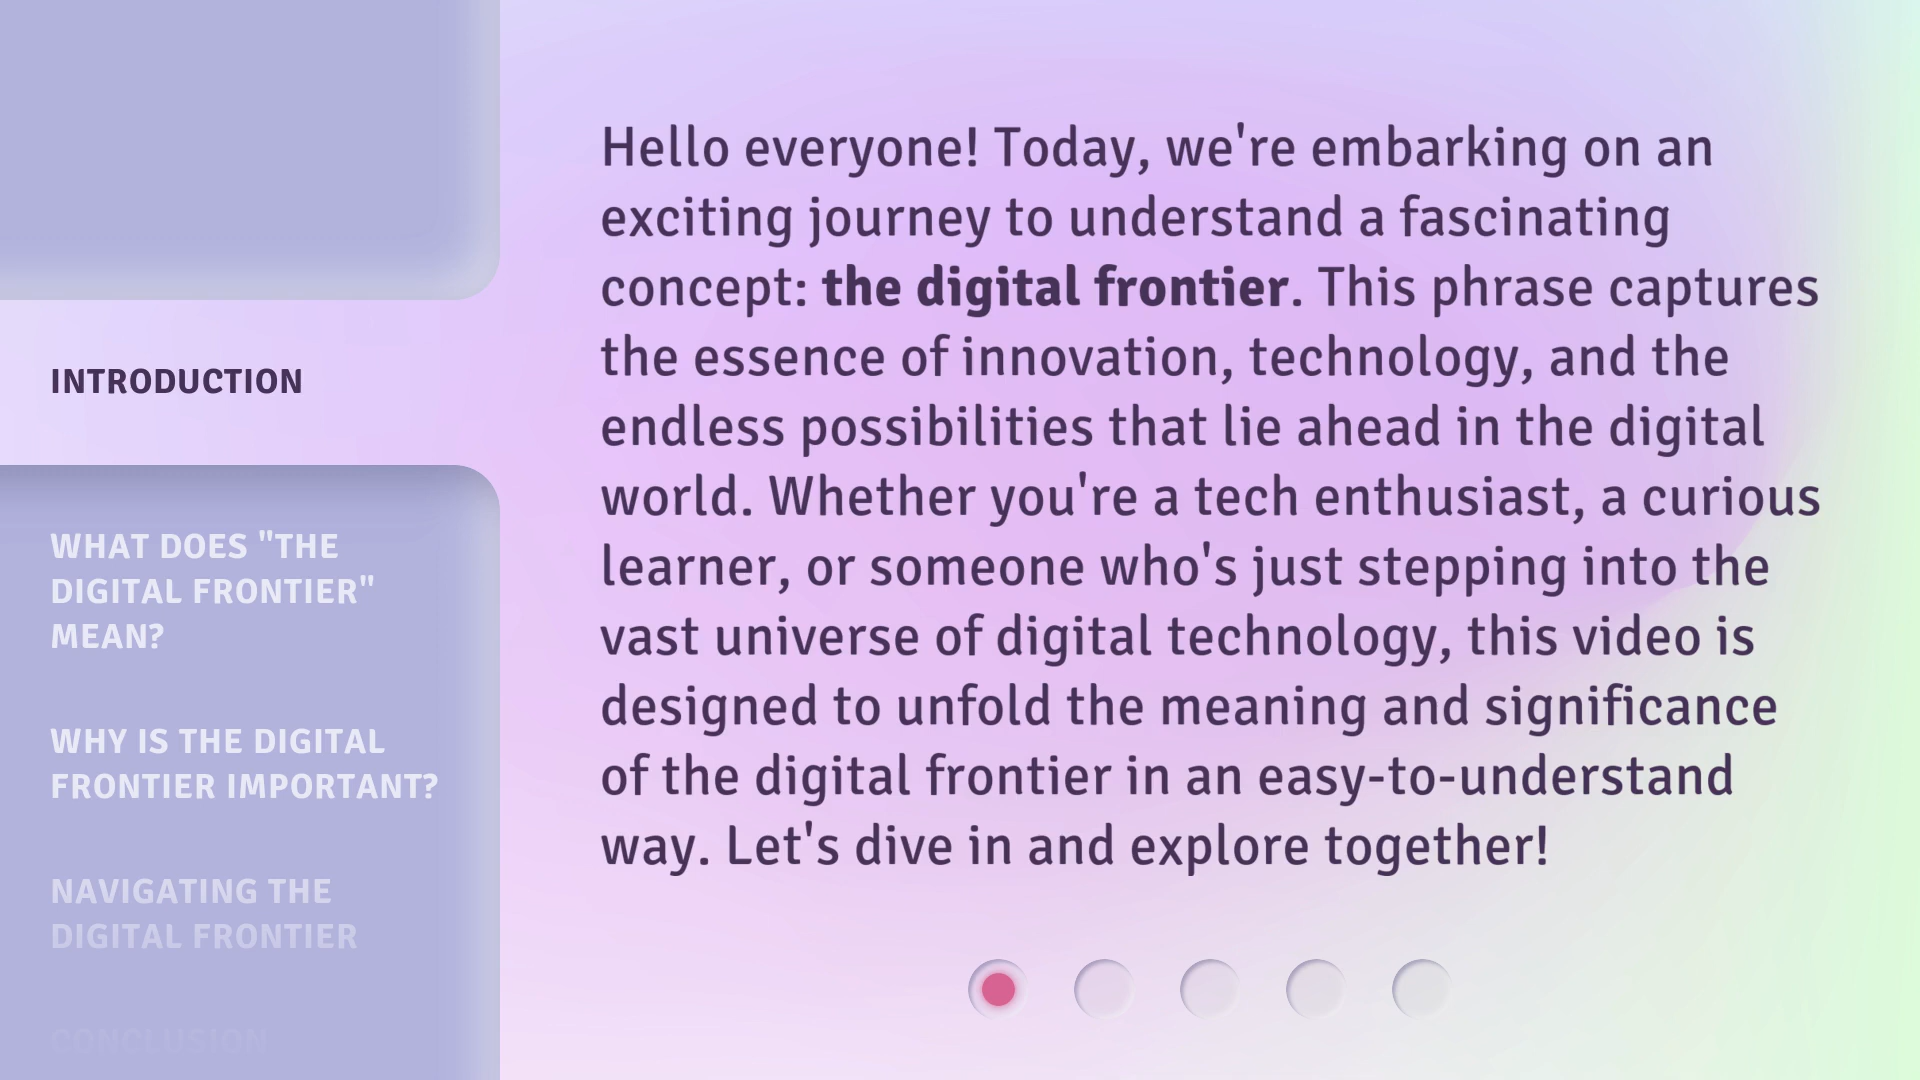 INTRODUCTION
WHAT DOES "THE
DIGITAL FRONTIER"
MEAN?
WHY IS THE DIGITAL
FRONTIER IMPORTANT?
NAVIGATING THE
DIGITAL FRONTIER
CONCLUSION
Hello everyone! Today, we're embarking on an
exciting journey to understand a fascinating
concept: the digital frontier. This phrase captures
the essence of innovation, technology, and the
endless possibilities that lie ahead in the digital
world. Whether you're a tech enthusiast, a curious
learner, or someone who's just stepping into the
vast universe of digital technology, this video is
designed to unfold the meaning and significance
of the digital frontier in an easy-to-understand
way. Let's dive in and explore together!